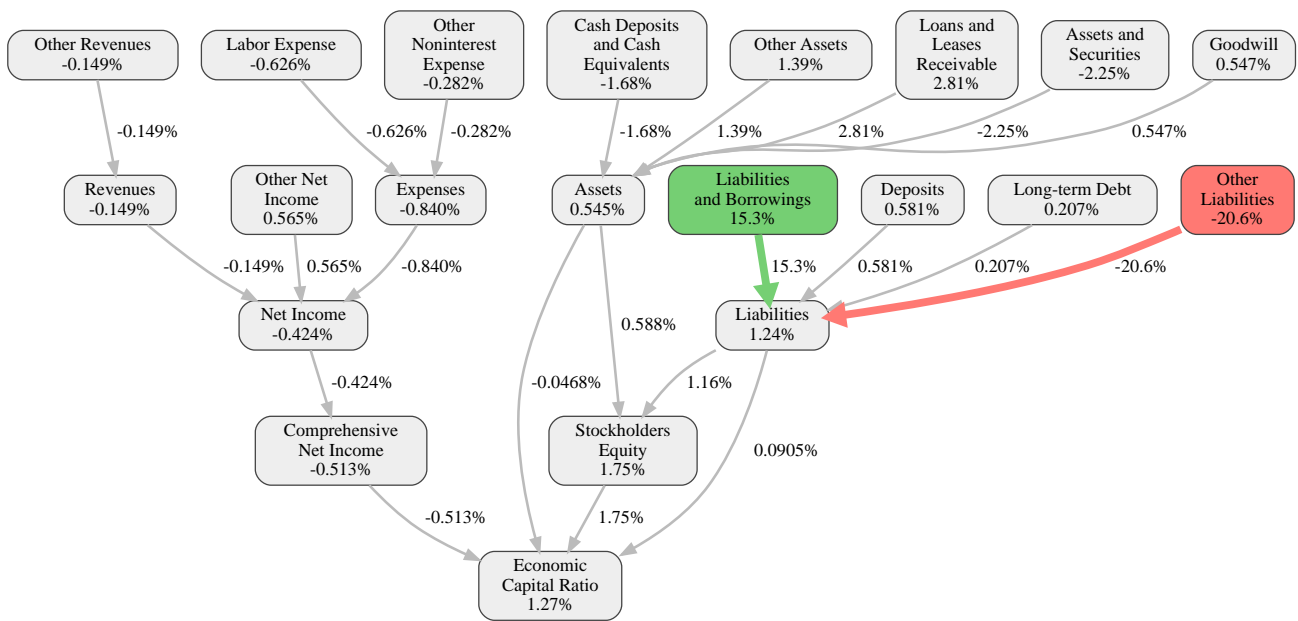 Other Revenues
-0.149%
Labor Expense
-0.626%
Other
Noninterest
Expense
-0.282%
Cash Deposits
and Cash
Equivalents
-1.68%
Other Assets
1.39%
Loans and
Leases
Receivable
2.81%
Assets and
Securities
-2.25%
Goodwill
0.547%
-0.149%
-0.626%
-0.282%
-1.68%
1.39%
2.81%
-2.25%
0.547%
Revenues
-0.149%
Other Net
Income
0.565%
Expenses
-0.840%
Assets
0.545%
Liabilities
and Borrowings
15.3%
Deposits
0.581%
Long-term Debt
0.207%
Other
Liabilities
-20.6%
-0.149%
0.565%
-0.840%
15.3%
0.581%
0.207%
-20.6%
Net Income
-0.424%
0.588%
Liabilities
1.24%
-0.424%
-0.0468%
1.16%
Comprehensive
Net Income
-0.513%
Stockholders
Equity
1.75%
0.0905%
-0.513%
1.75%
Economic
Capital Ratio
1.27%